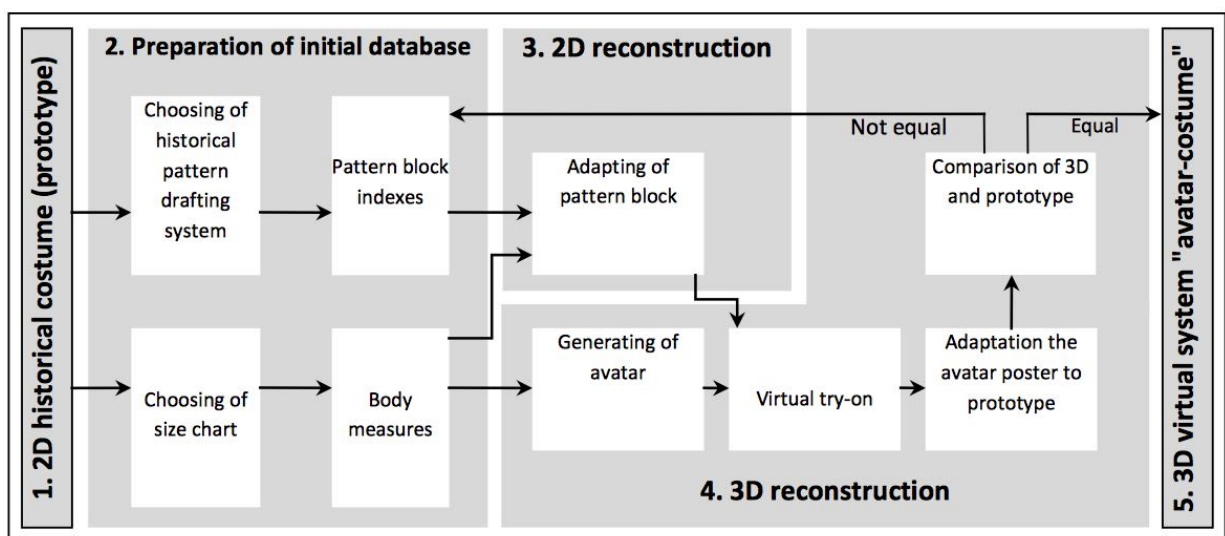 1. 2D historical costume (prototype)
2. Preparation of initial database
Choosing of
historical
pattern
drafting
system
Pattern block
indexes
Choosing of
size chart
Body
measures
3. 2D reconstruction
Adapting of
pattern block
Not equal
Equal
Comparison of 3D
and prototype
Generating of
avatar
Virtual try-on
Adaptation the
avatar poster to
prototype
4. 3D reconstruction
5. 3D virtual system "avatar-costume"